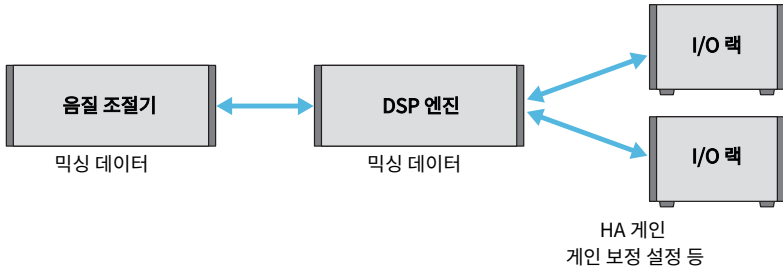 I/O 랙
음질 조절기
DSP 엔진
I/O 랙
믹싱 데이터
믹싱 데이터
HA 게인
게인 보정 설정 등